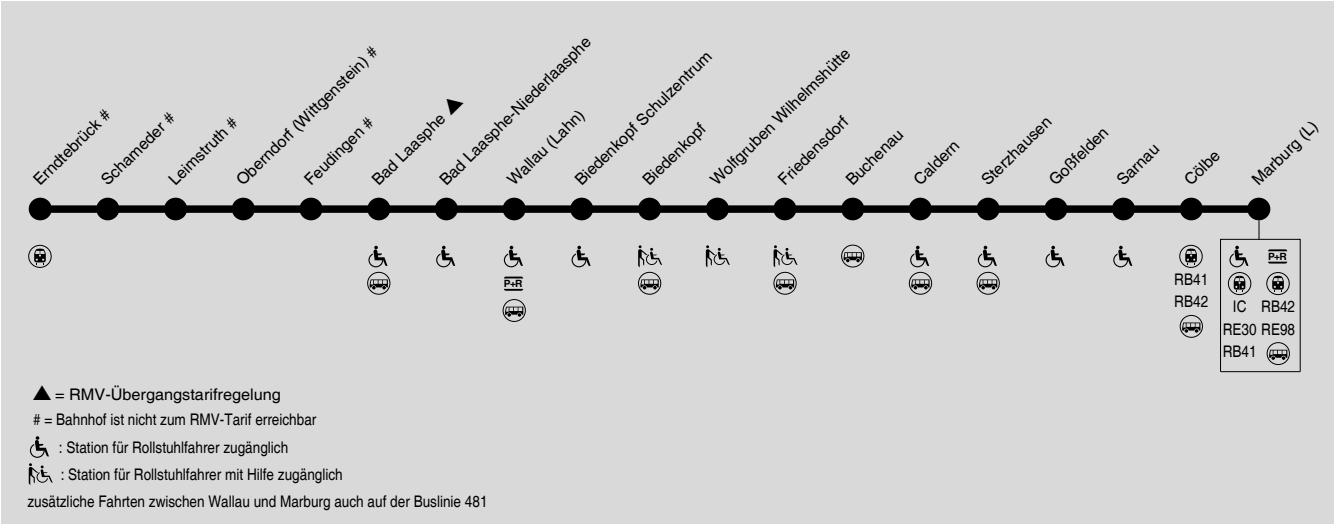 Erndtebrück #
Schameder #
Leimstruth #
Oberndorf (Wittgenstein) #
Feudingen #
Bad Laasphe ▲
Bad Laasphe-Niederlaasphe
Wallau (Lahn)
Biedenkopf Schulzentrum
Biedenkopf
Wolfgruben Wilhelmshütte
Friedensdorf
Buchenau
Caldern
Sterzhausen
Goßfelden
Sarnau
Cölbe
Marburg (L)
P+R
RB41
RB42
P+R
IC RB42
RE30 RE98
RB41
▲ = RMV-Übergangstarifregelung
# = Bahnhof ist nicht zum RMV-Tarif erreichbar
: Station für Rollstuhlfahrer zugänglich
: Station für Rollstuhlfahrer mit Hilfe zugänglich
zusätzliche Fahrten zwischen Wallau und Marburg auch auf der Buslinie 481